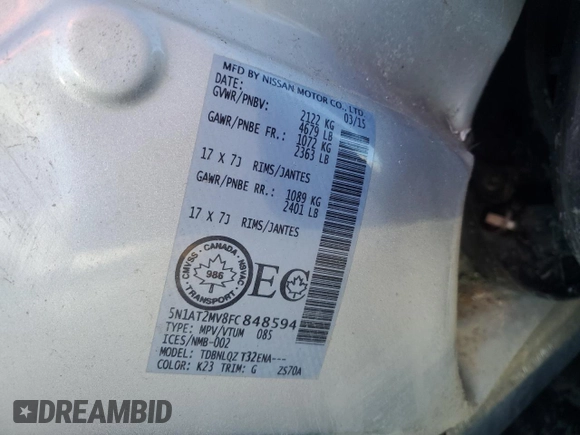 MFD BY NISSAN MOTOR CO., LTD.
DATE: 03/15
GVWR/PNBV: 2122 KG
4679 LB
GAWR/PNBE FR.: 1072 KG
2363 LB
17 X 7J RIMS/JANTES
GAWR/PNBE RR.: 1089 KG
2401 LB
17 X 7J RIMS/JANTES
CMVSS · CANADA · NSVAC
986
TRANSPORT
EC
5N1AT2MV8FC848594
TYPE: MPV/VTUM 085
ICES/NMB-002
MODEL: TDBNLQZ T32ENA---
COLOR: K23 TRIM: G 2S70A
DREAMBID